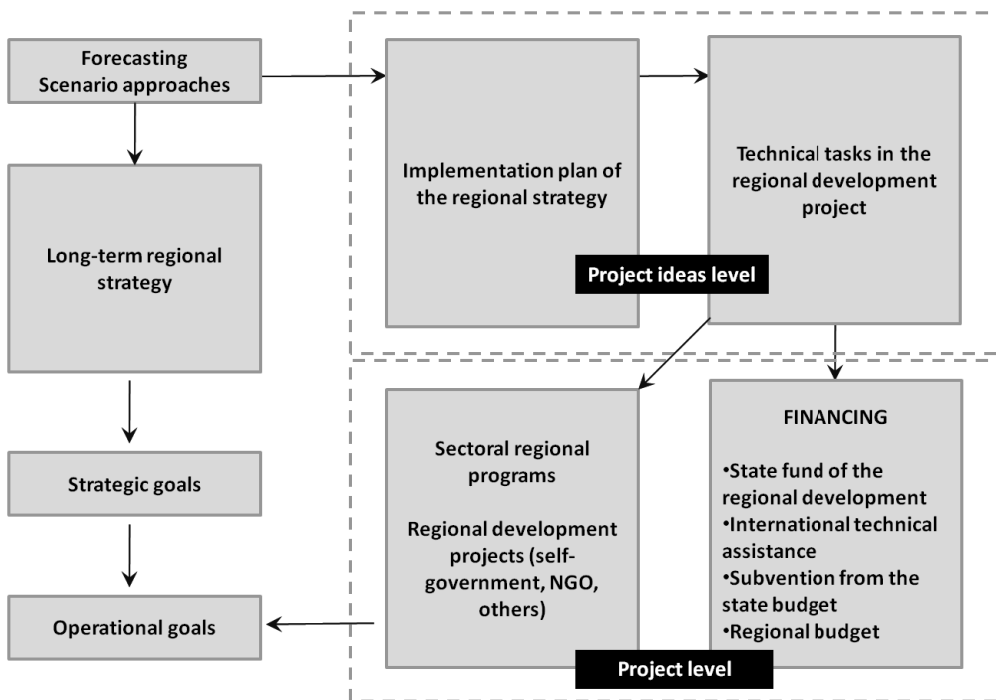 Forecasting
Scenario approaches
Long-term regional
strategy
Strategic goals
Operational goals
Implementation plan of
the regional strategy
Technical tasks in the
regional development
project
Project ideas level
Sectoral regional
programs
Regional development
projects (self-
government, NGO,
others)
FINANCING
•State fund of the
regional development
•International technical
assistance
•Subvention from the
state budget
•Regional budget
Project level